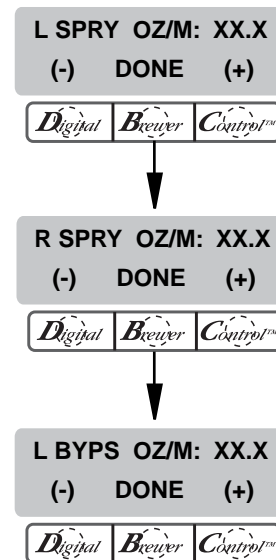 L SPRY OZ/M: XX.X
(-) DONE (+)
Digital Brewer Control™
R SPRY OZ/M: XX.X
(-) DONE (+)
Digital Brewer Control™
L BYPS OZ/M: XX.X
(-) DONE (+)
Digital Brewer Control™